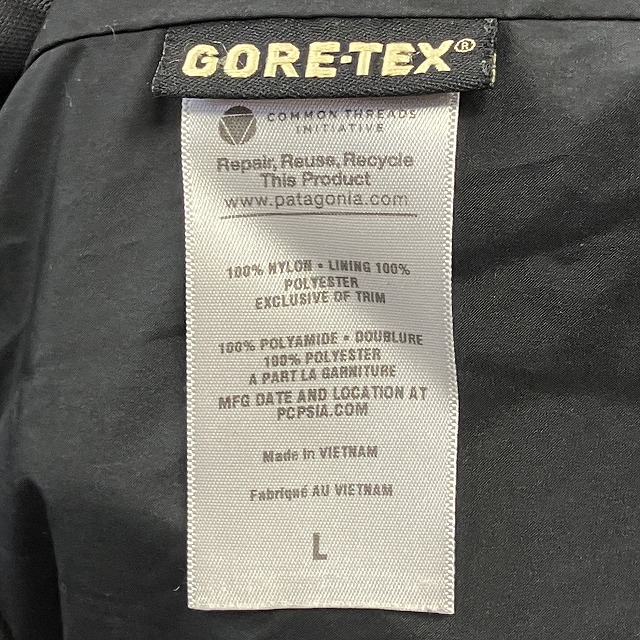 GORE-TEX®
COMMON THREADS
INITIATIVE
Repair, Reuse, Recycle
This Product
www.patagonia.com
100% NYLON • LINING 100%
POLYESTER
EXCLUSIVE OF TRIM
100% POLYAMIDE • DOUBLURE
100% POLYESTER
A PART LA GARNITURE
MFG DATE AND LOCATION AT
PCPSIA.COM
Made in VIETNAM
Fabriqué AU VIETNAM
L